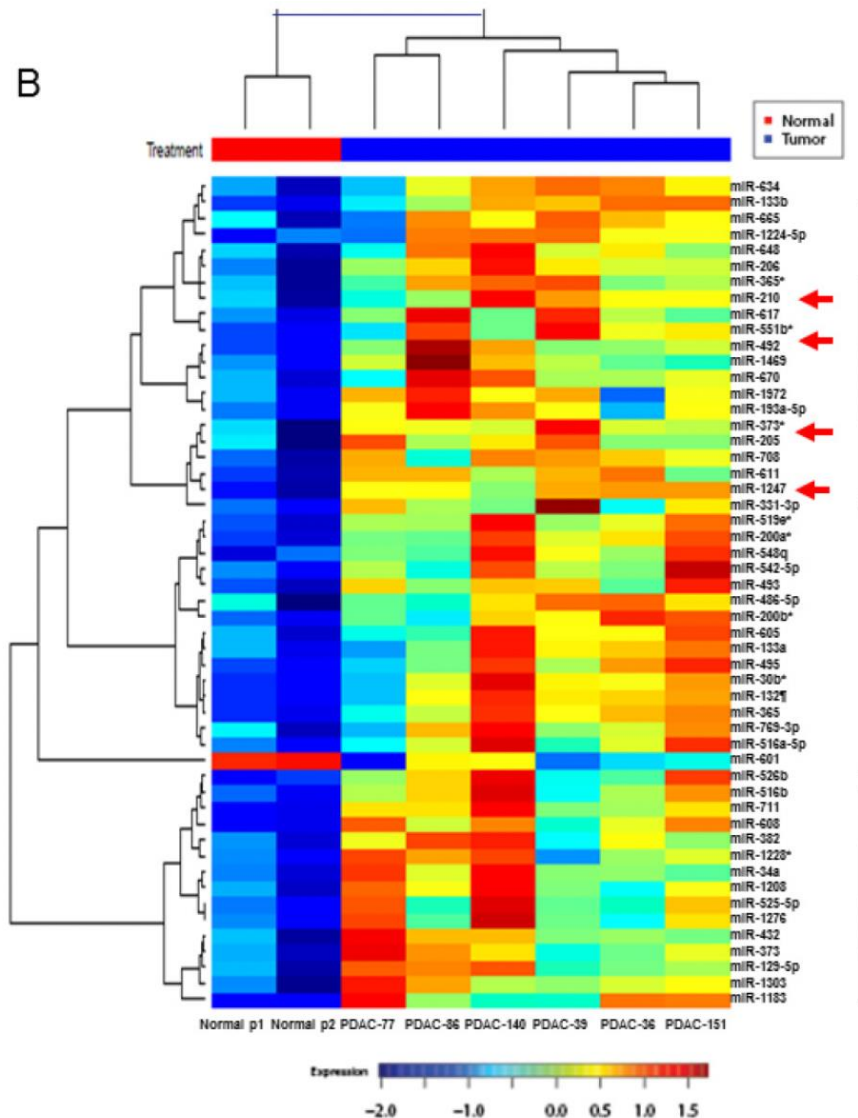 B
Normal
Tumor
Treatment
miR-634
miR-133b
miR-665
miR-1224-5p
miR-648
miR-206
miR-365*
miR-210
miR-617
miR-551b*
miR-492
miR-1469
miR-670
miR-1972
miR-193a-5p
miR-373*
miR-205
miR-708
miR-611
miR-1247
miR-331-3p
miR-519e*
miR-200a*
miR-548q
miR-542-5p
miR-493
miR-486-5p
miR-200b*
miR-605
miR-133a
miR-495
miR-30b*
miR-132¶
miR-365
miR-769-3p
miR-516a-5p
miR-601
miR-526b
miR-516b
miR-711
miR-608
miR-382
miR-1228*
miR-34a
miR-1208
miR-525-5p
miR-1276
miR-432
miR-373
miR-129-5p
miR-1303
miR-1183
Normal p1 Normal p2 PDAC-77 PDAC-86 PDAC-140 PDAC-39 PDAC-36 PDAC-151
Expression
−2.0 −1.0 0.0 0.5 1.0 1.5